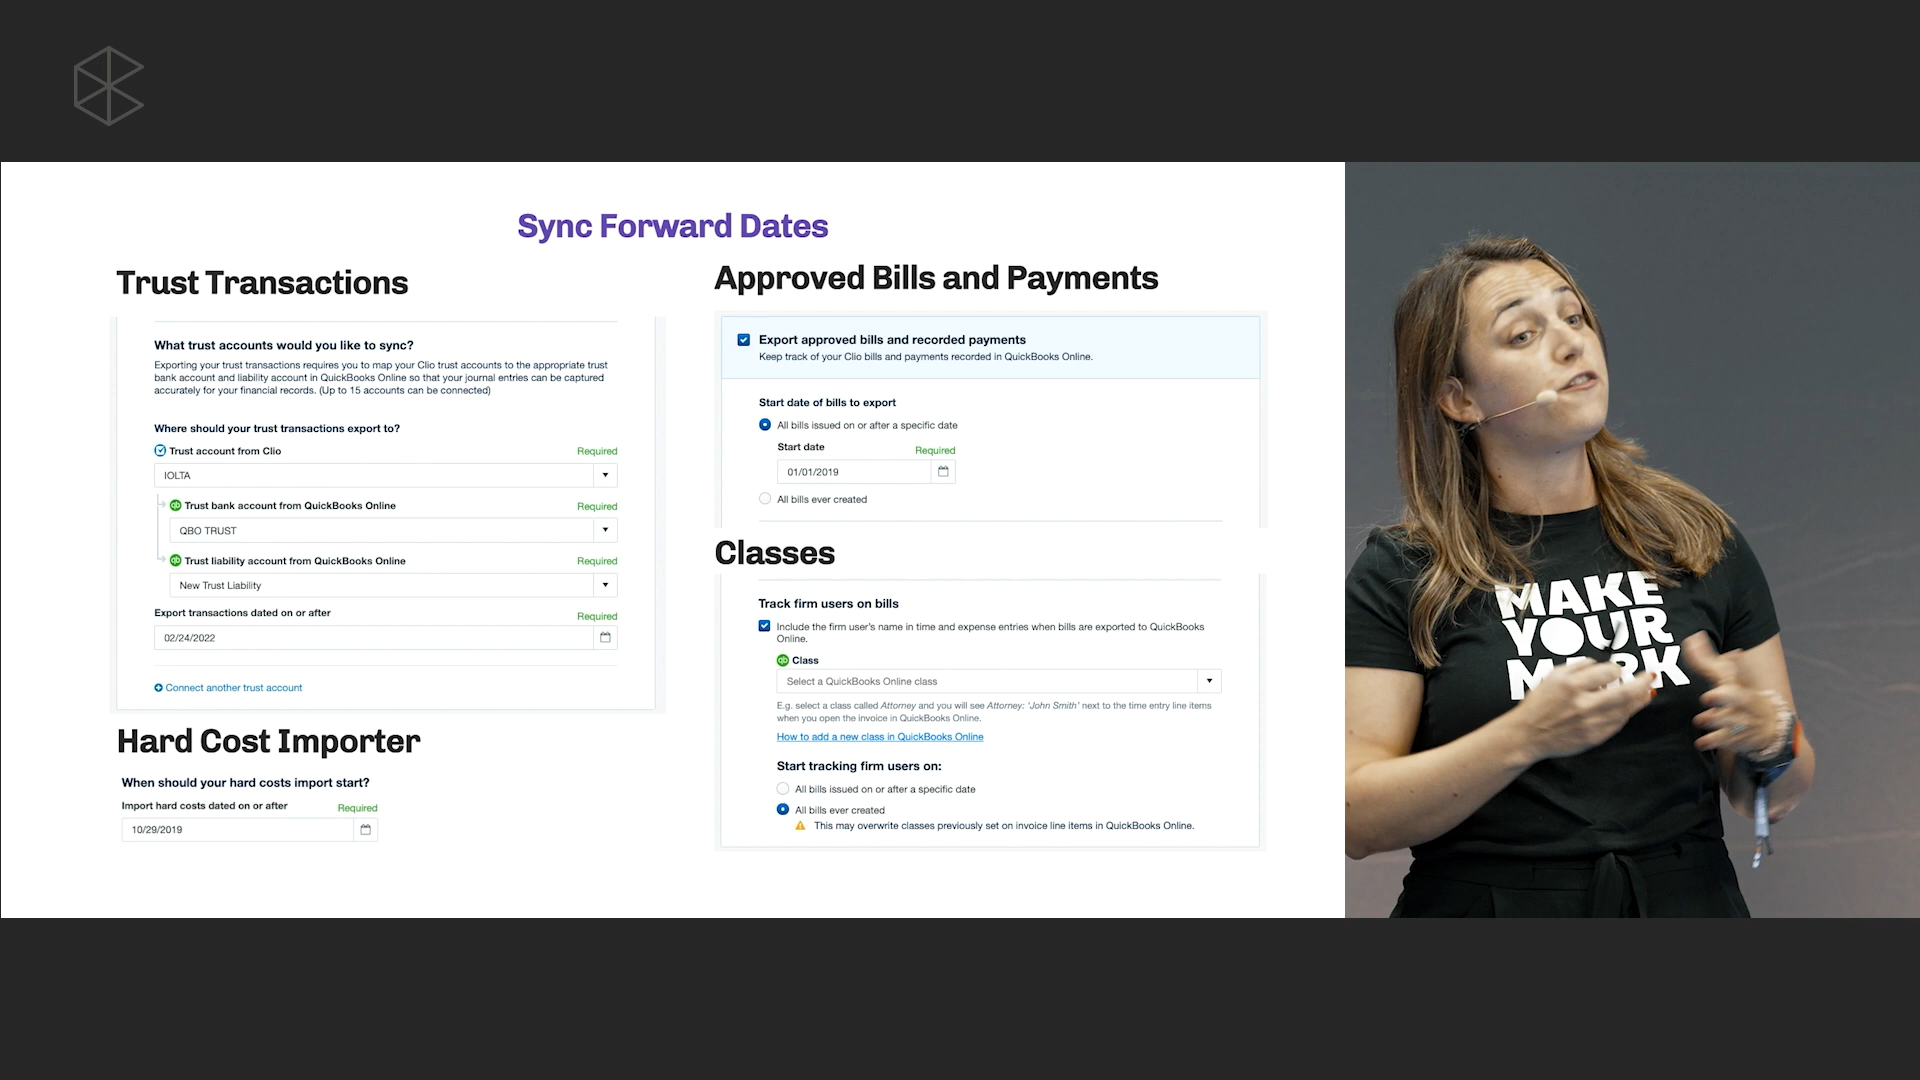 Sync Forward Dates
Trust Transactions
What trust accounts would you like to sync?
Exporting your trust transactions requires you to map your Clio trust accounts to the appropriate trust
bank account and liability account in QuickBooks Online so that your journal entries can be captured
accurately for your financial records. (Up to 15 accounts can be connected)
Where should your trust transactions export to?
Trust account from Clio Required
IOLTA
qb Trust bank account from QuickBooks Online Required
QBO TRUST
qb Trust liability account from QuickBooks Online Required
New Trust Liability
Export transactions dated on or after Required
02/24/2022
Connect another trust account
Hard Cost Importer
When should your hard costs import start?
Import hard costs dated on or after Required
10/29/2019
Approved Bills and Payments
Export approved bills and recorded payments
Keep track of your Clio bills and payments recorded in QuickBooks Online.
Start date of bills to export
All bills issued on or after a specific date
Start date Required
01/01/2019
All bills ever created
Classes
Track firm users on bills
Include the firm user's name in time and expense entries when bills are exported to QuickBooks
Online.
qb Class
Select a QuickBooks Online class
E.g. select a class called Attorney and you will see Attorney: 'John Smith' next to the time entry line items
when you open the invoice in QuickBooks Online.
How to add a new class in QuickBooks Online
Start tracking firm users on:
All bills issued on or after a specific date
All bills ever created
This may overwrite classes previously set on invoice line items in QuickBooks Online.
MAKE
YOUR
MARK